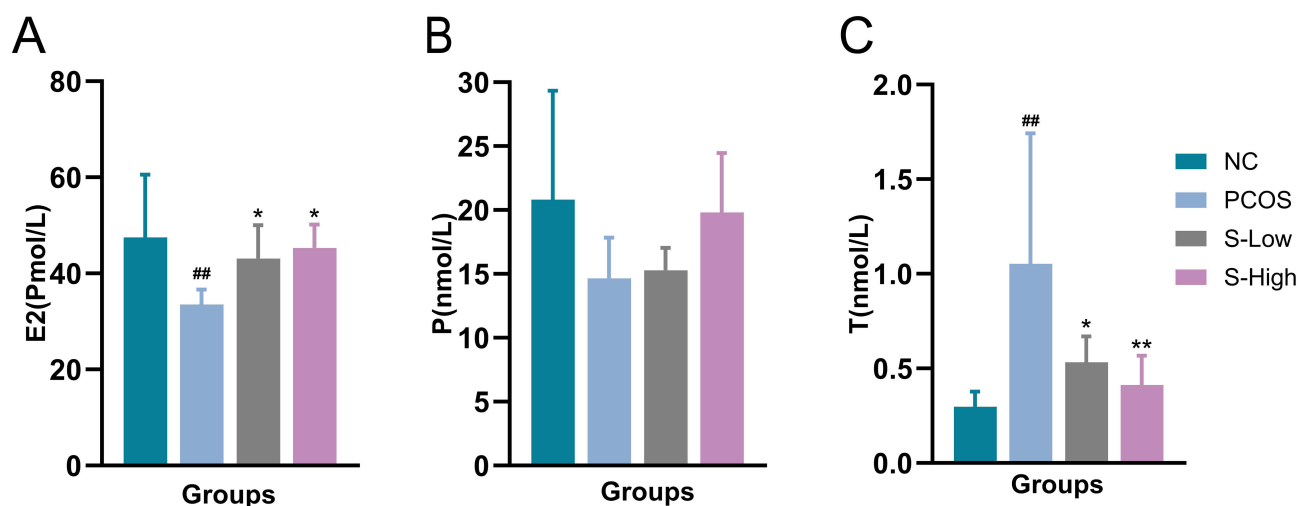 A
E2(Pmol/L)
80
60
40
20
0
##
*
*
Groups
B
P(nmol/L)
30
25
20
15
10
5
0
Groups
C
T(nmol/L)
2.0
1.5
1.0
0.5
0.0
##
*
**
Groups
NC
PCOS
S-Low
S-High